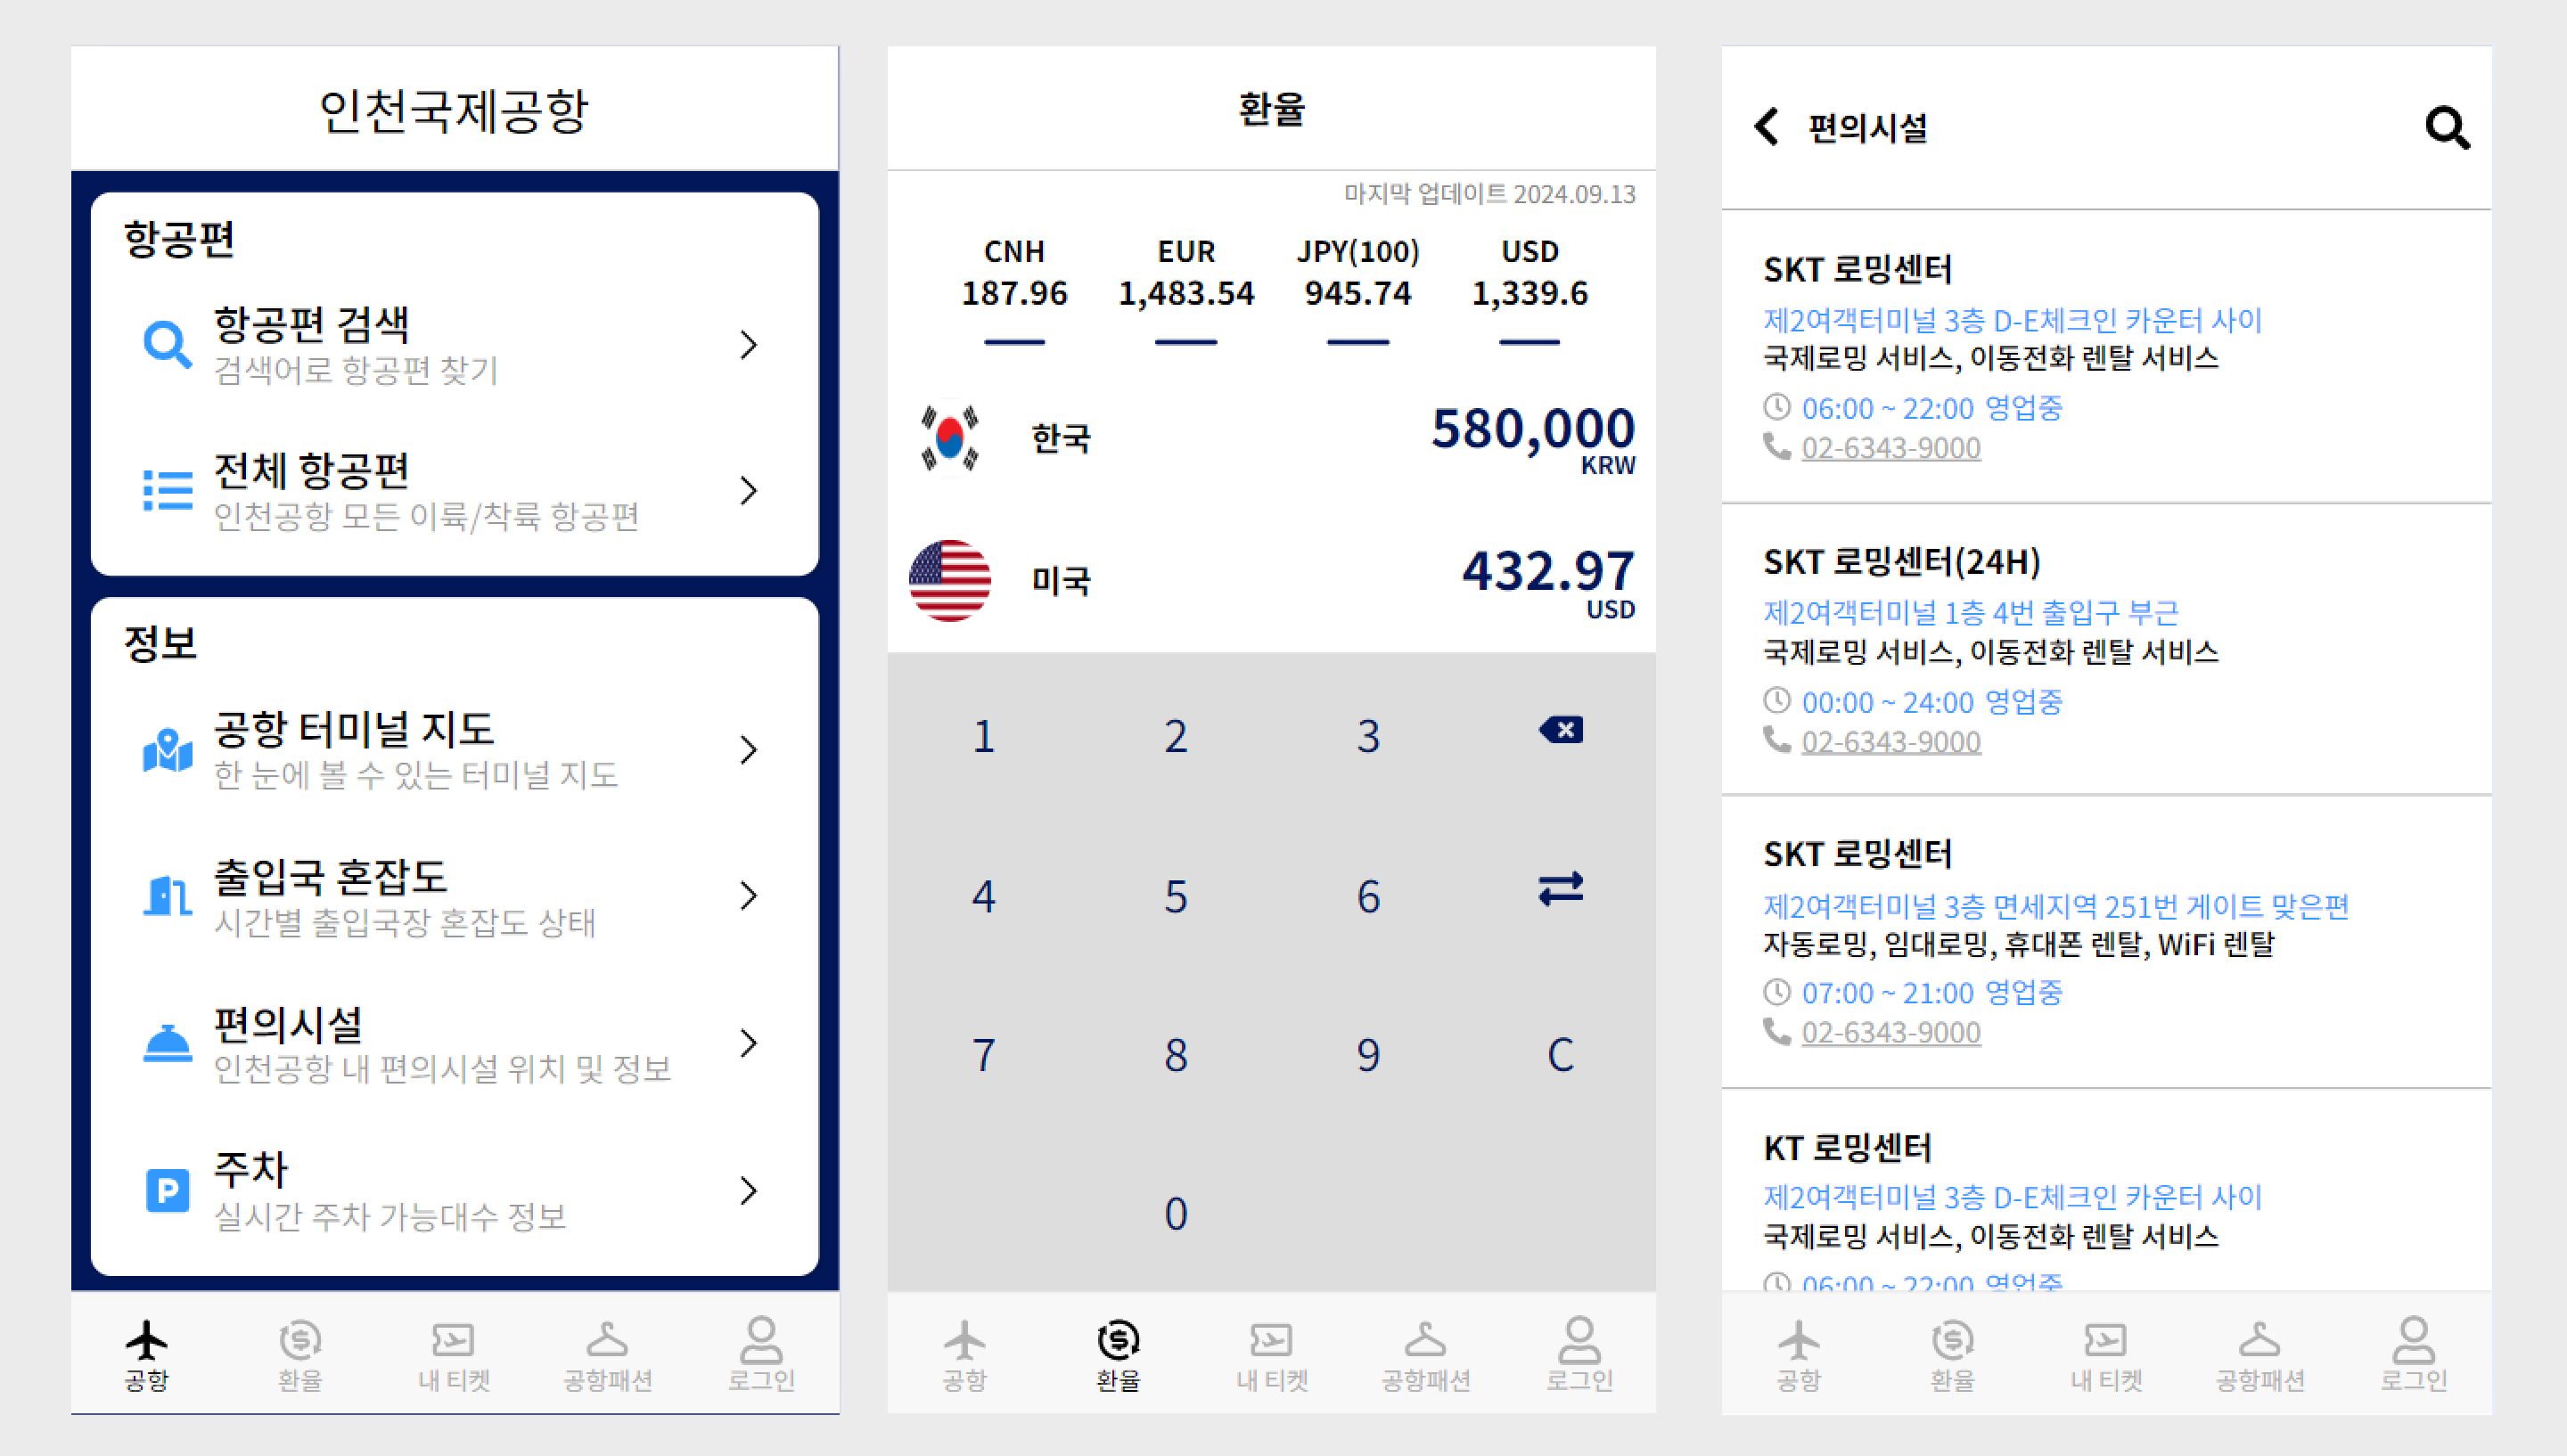 인천국제공항
항공편
항공편 검색
검색어로 항공편 찾기
전체 항공편
인천공항 모든 이륙/착륙 항공편
정보
공항 터미널 지도
한 눈에 볼 수 있는 터미널 지도
출입국 혼잡도
시간별 출입국장 혼잡도 상태
편의시설
인천공항 내 편의시설 위치 및 정보
P
주차
실시간 주차 가능대수 정보
공항 환율 내 티켓 공항패션 로그인
환율
마지막 업데이트 2024.09.13
CNH EUR JPY(100) USD
187.96 1,483.54 945.74 1,339.6
한국 580,000
KRW
미국 432.97
USD
1 2 3
4 5 6
7 8 9 C
0
공항 환율 내 티켓 공항패션 로그인
편의시설
SKT 로밍센터
제2여객터미널 3층 D-E체크인 카운터 사이
국제로밍 서비스, 이동전화 렌탈 서비스
06:00 ~ 22:00 영업중
02-6343-9000
SKT 로밍센터(24H)
제2여객터미널 1층 4번 출입구 부근
국제로밍 서비스, 이동전화 렌탈 서비스
00:00 ~ 24:00 영업중
02-6343-9000
SKT 로밍센터
제2여객터미널 3층 면세지역 251번 게이트 맞은편
자동로밍, 임대로밍, 휴대폰 렌탈, WiFi 렌탈
07:00 ~ 21:00 영업중
02-6343-9000
KT 로밍센터
제2여객터미널 3층 D-E체크인 카운터 사이
국제로밍 서비스, 이동전화 렌탈 서비스
06:00 ~ 22:00 영업중
공항 환율 내 티켓 공항패션 로그인